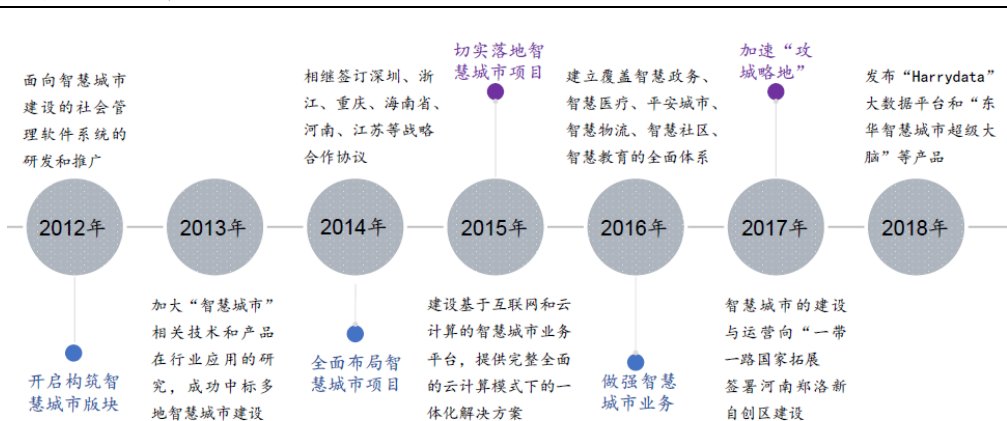 面向智慧城市
建设的社会管
理软件系统的
研发和推广
2012年
开启构筑智
慧城市版块
2013年
加大“智慧城市”
相关技术和产品
在行业应用的研
究，成功中标多
地智慧城市建设
相继签订深圳、浙
江、重庆、海南省、
河南、江苏等战略
合作协议
2014年
全面布局智
慧城市项目
切实落地智
慧城市项目
2015年
建设基于互联网和云
计算的智慧城市业务
平台，提供完整全面
的云计算模式下的一
体化解决方案
建立覆盖智慧政务、
智慧医疗、平安城市、
智慧物流、智慧社区、
智慧教育的全面体系
2016年
做强智慧
城市业务
加速“攻
城略地”
2017年
智慧城市的建设
与运营向“一带
一路国家拓展
签署河南郑洛新
自创区建设
发布“Harrydata”
大数据平台和“东
华智慧城市超级大
脑”等产品
2018年